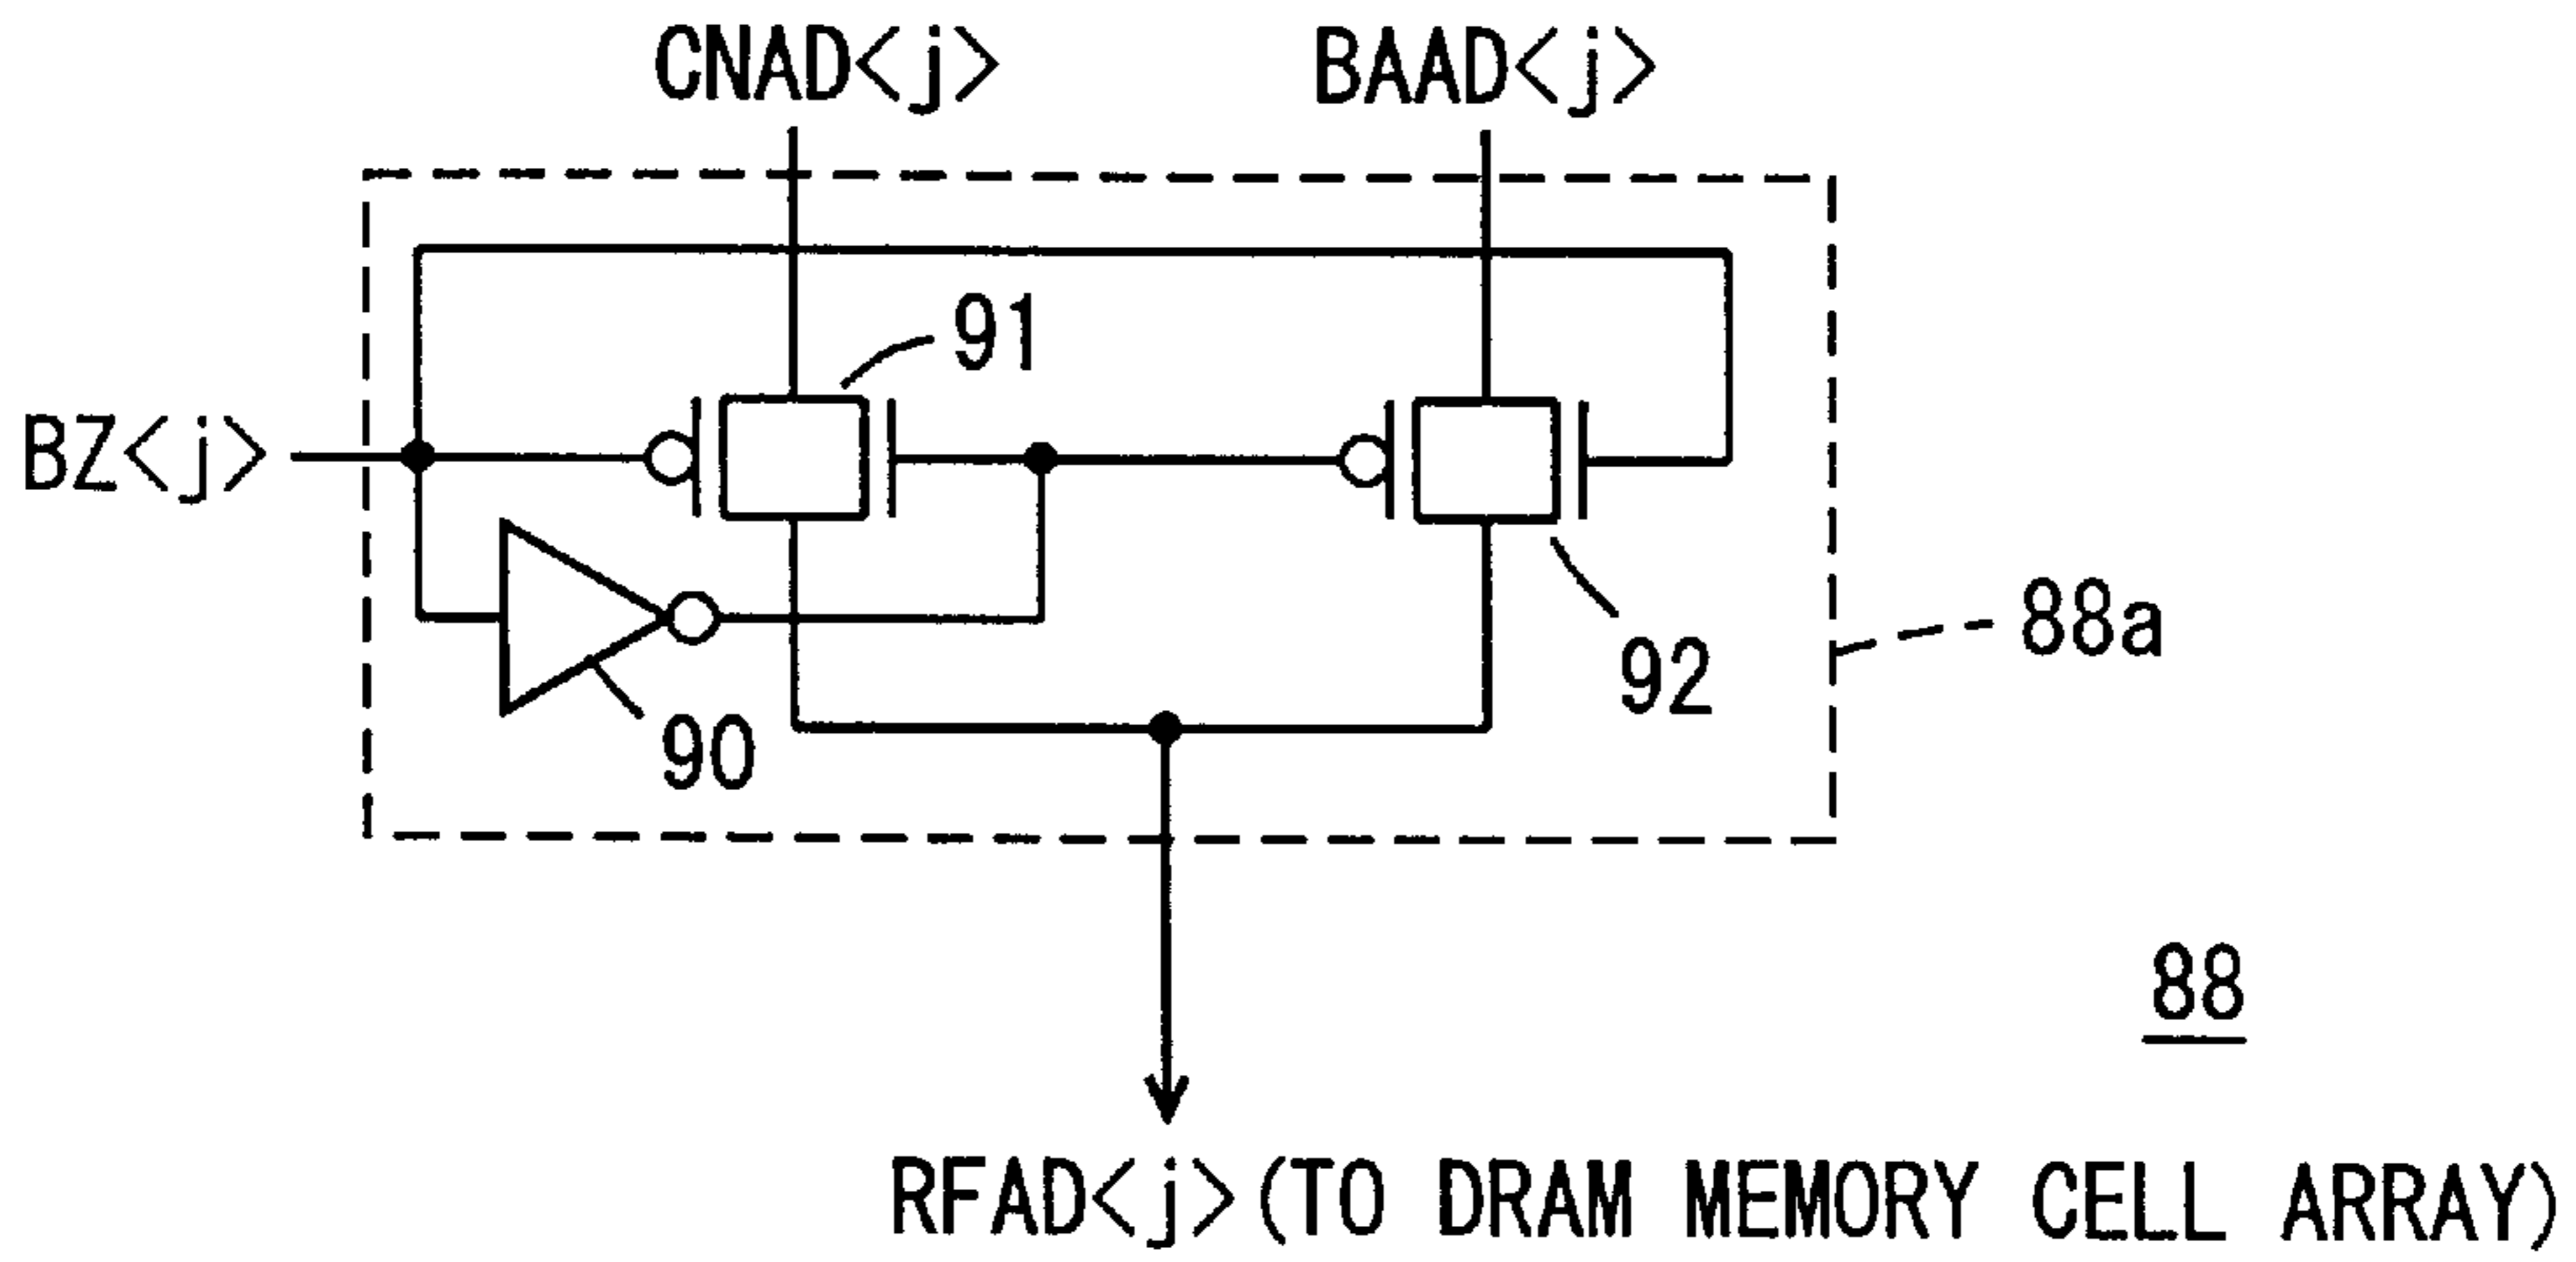 CNAD<j>
BAAD<j>
91
BZ<j>
88a
92
90
88
RFAD<j>(TO DRAM MEMORY CELL ARRAY)